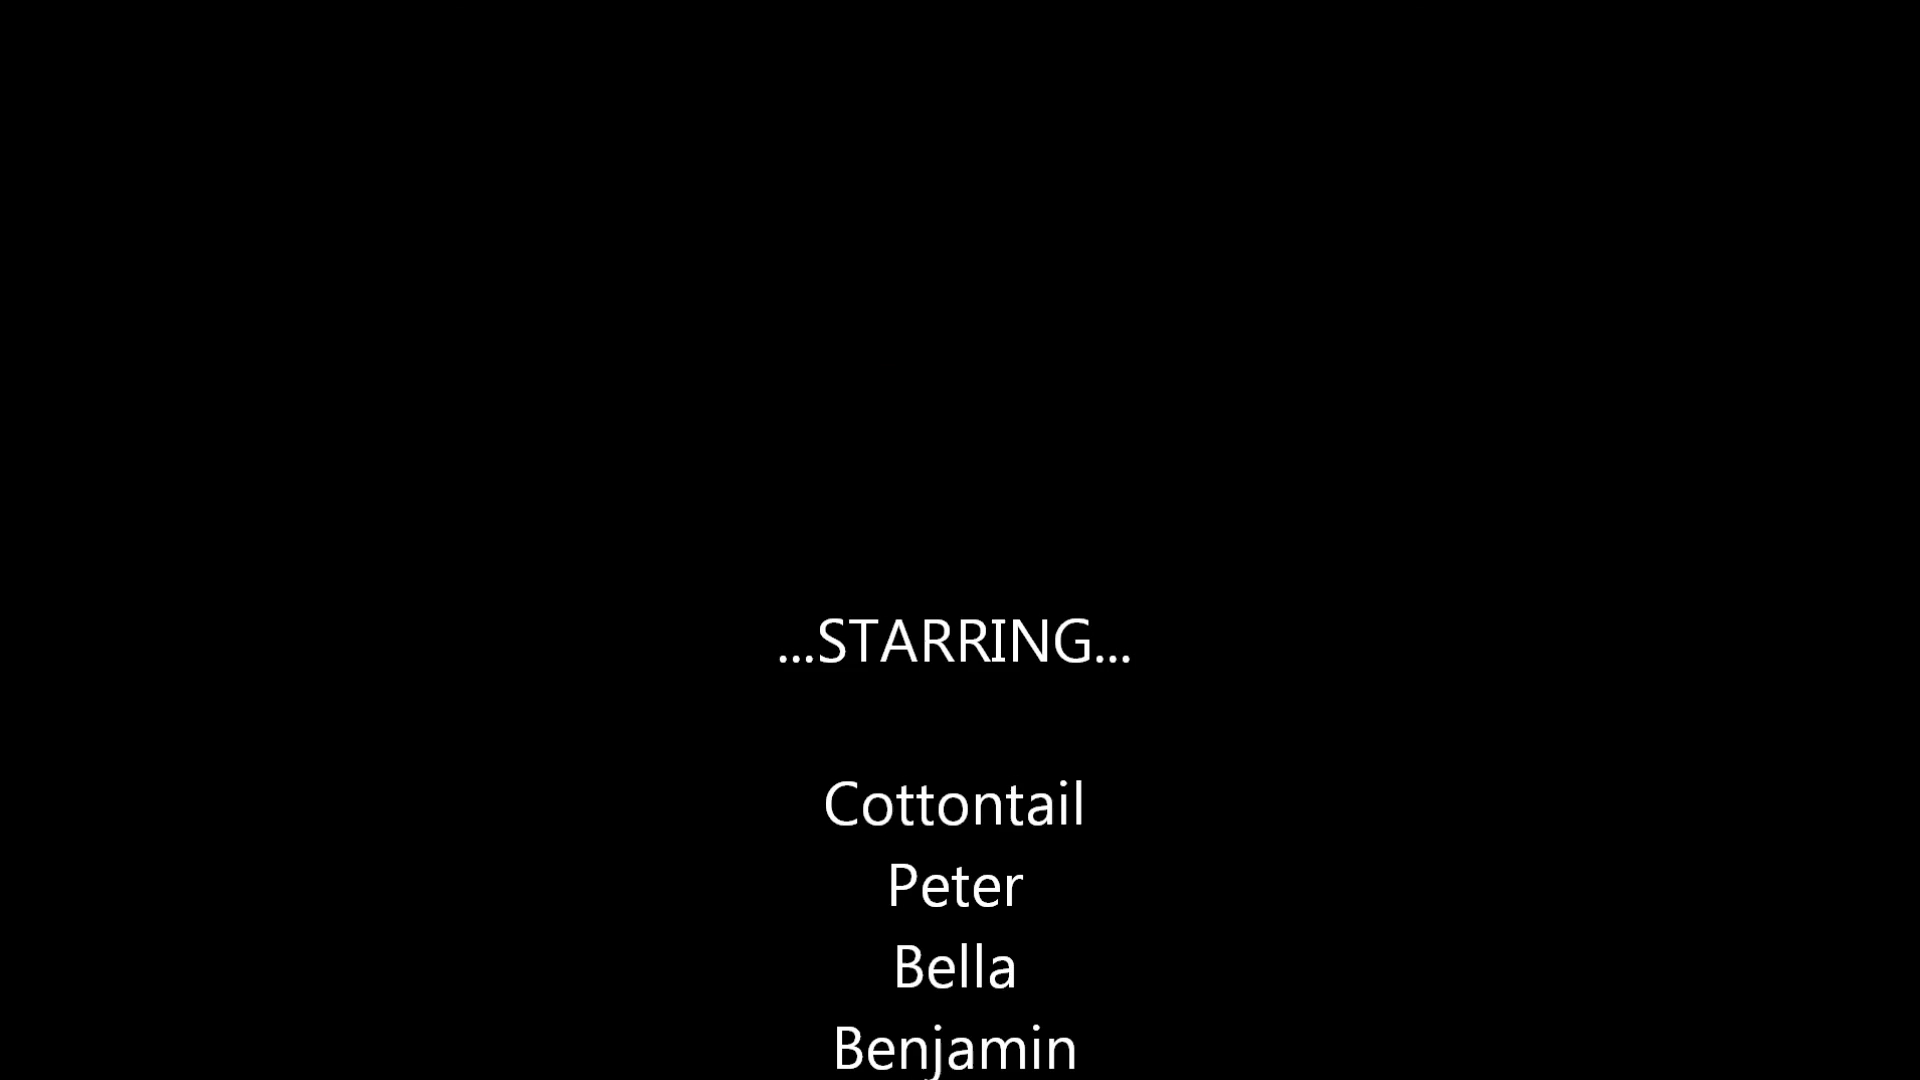 ...STARRING...
Cottontail
Peter
Bella
Benjamin